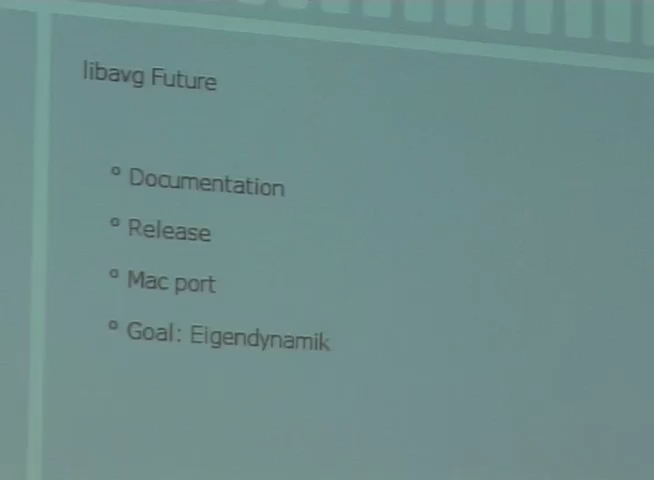 libavg Future
° Documentation
° Release
° Mac port
° Goal: Eigendynamik